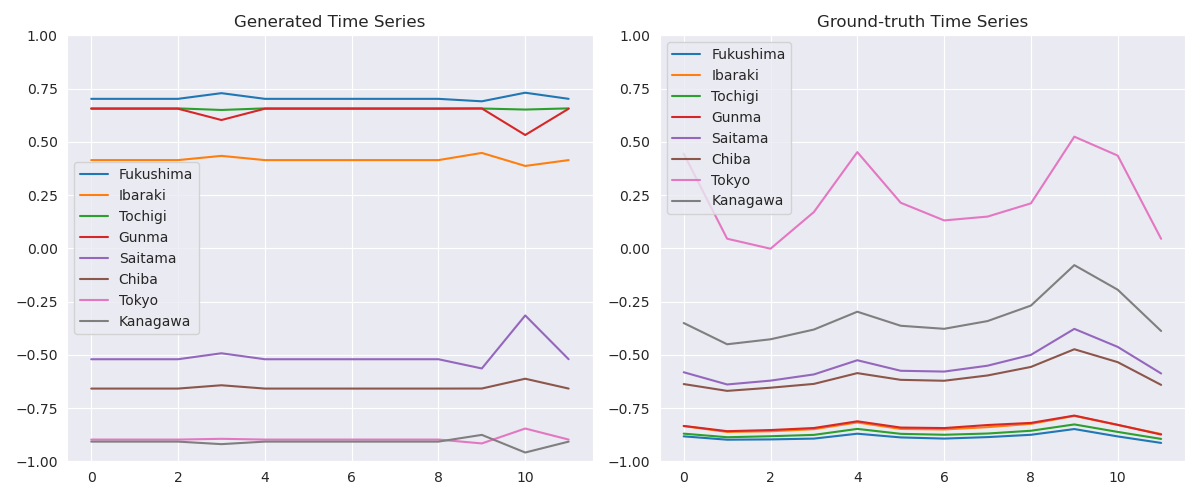 Generated Time Series
1.00
0.75
0.50
0.25
0.00
−0.25
−0.50
−0.75
−1.00
0
2
4
6
8
10
Fukushima
Ibaraki
Tochigi
Gunma
Saitama
Chiba
Tokyo
Kanagawa
Ground-truth Time Series
1.00
0.75
0.50
0.25
0.00
−0.25
−0.50
−0.75
−1.00
0
2
4
6
8
10
Fukushima
Ibaraki
Tochigi
Gunma
Saitama
Chiba
Tokyo
Kanagawa